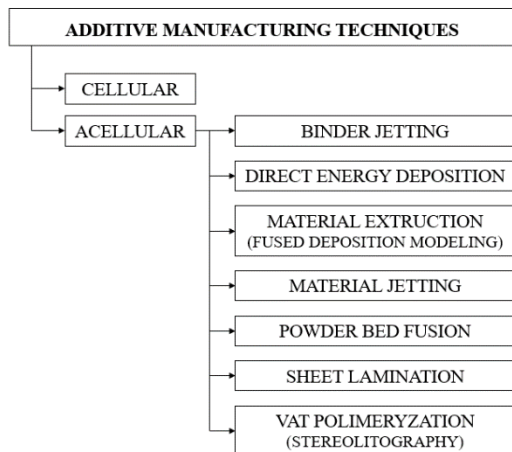 ADDITIVE MANUFACTURING TECHNIQUES
CELLULAR
ACELLULAR
BINDER JETTING
DIRECT ENERGY DEPOSITION
MATERIAL EXTRUCTION
(FUSED DEPOSITION MODELING)
MATERIAL JETTING
POWDER BED FUSION
SHEET LAMINATION
VAT POLIMERYZATION
(STEREOLITOGRAPHY)